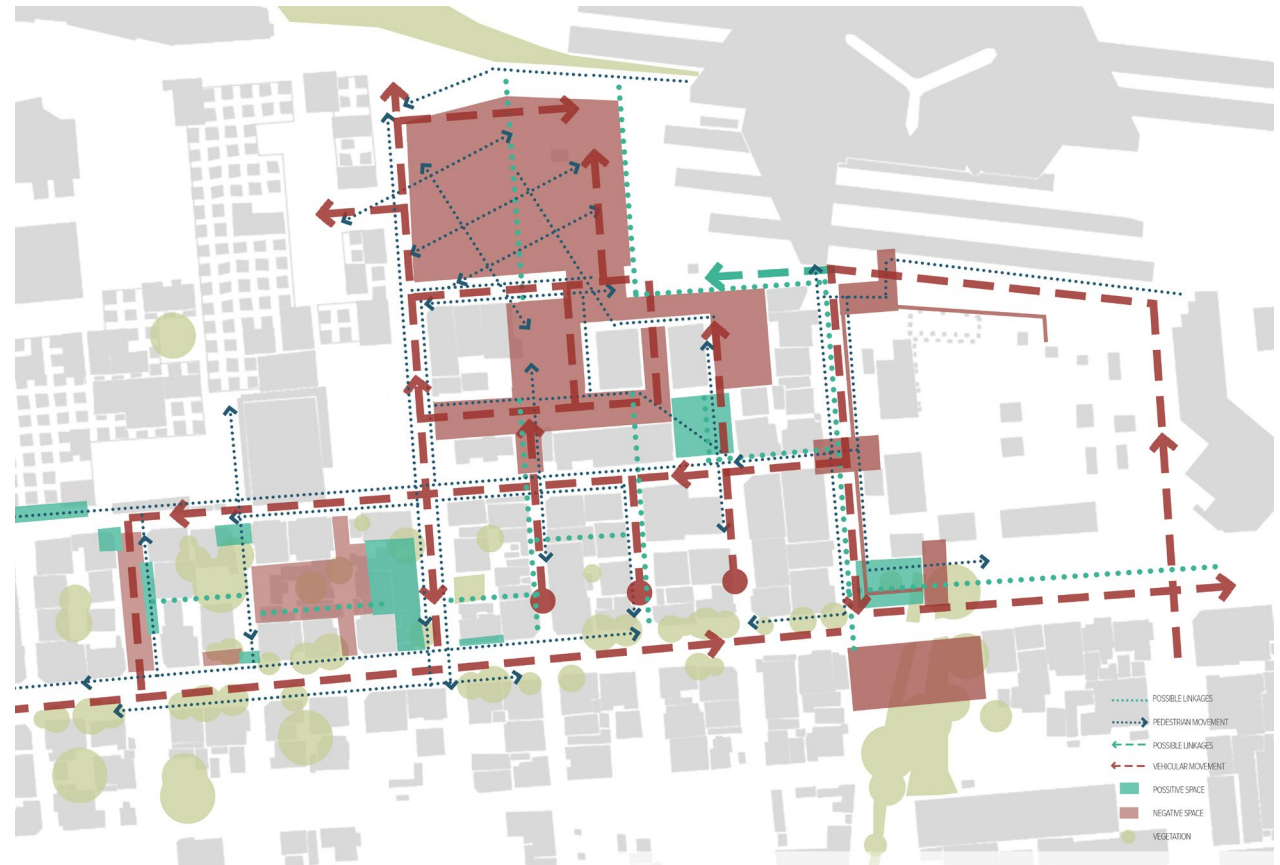 POSSIBLE LINKAGES
PEDESTRIAN MOVEMENT
POSSIBLE LINKAGES
VEHICULAR MOVEMENT
POSSITIVE SPACE
NEGATIVE SPACE
VEGETATION